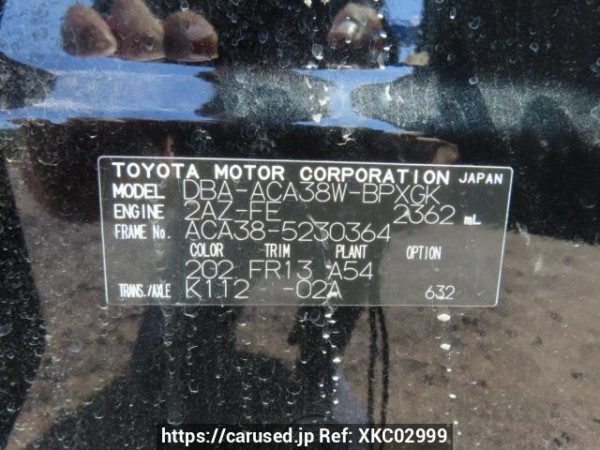 TOYOTA MOTOR CORPORATION JAPAN
MODEL DBA-ACA38W-BPXGK
ENGINE 2AZ-FE 2362 mL
FRAME No. ACA38-5230364
COLOR TRIM PLANT OPTION
202 FR13 A54
TRANS./AXLE K112 -02A 632
https://carused.jp Ref: XKC02999